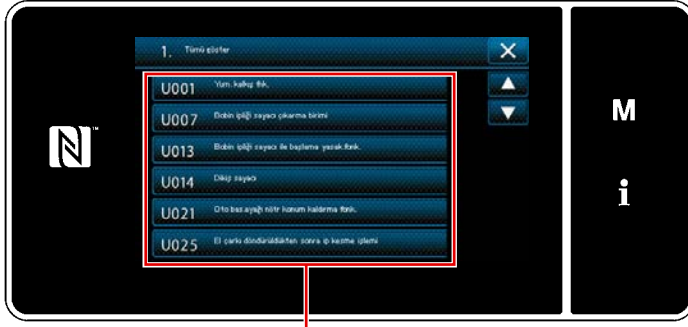 1. Tümü göster
U001 Yum. kalkış fnk.
U007 Bobin ipliği sayacı çıkarma birimi
U013 Bobin ipliği sayacı ile başlama yasak fonk.
U014 Dikiş sayacı
U021 Oto bas.ayağı nötr konum kaldırma fonk.
U025 El çarkı döndürüldükten sonra ip kesme işlemi
M
i